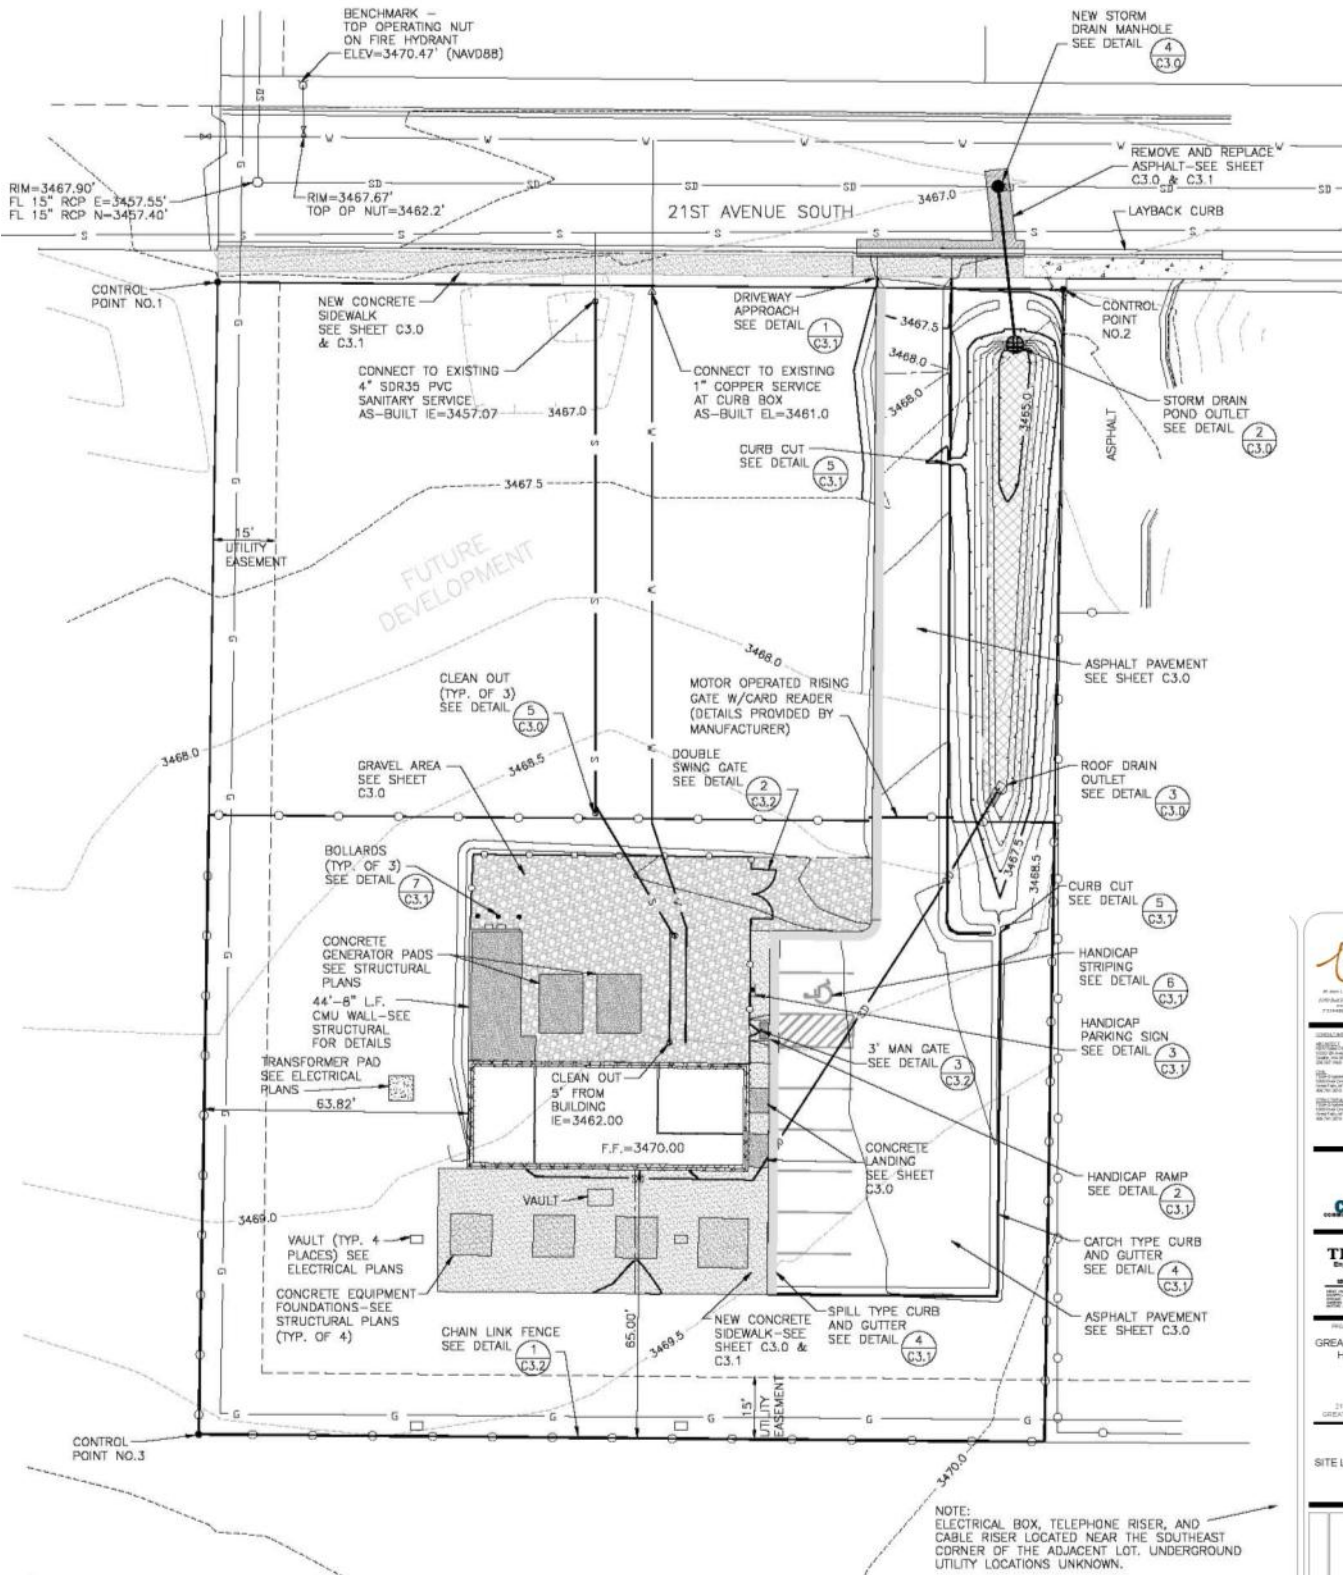 BENCHMARK –
TOP OPERATING NUT
ON FIRE HYDRANT
ELEV=3470.47' (NAVD88)
NEW STORM
DRAIN MANHOLE
SEE DETAIL
4
C3.0
RIM=3467.90'
FL 15" RCP E=3457.55'
FL 15" RCP N=3457.40'
RIM=3467.67'
TOP OP NUT=3462.2'
21ST AVENUE SOUTH
3467.0
REMOVE AND REPLACE
ASPHALT–SEE SHEET
C3.0 & C3.1
LAYBACK CURB
W W W W W W W W
SD SD SD SD SD SD SD
S S S S S S S S
CONTROL
POINT NO.1
NEW CONCRETE
SIDEWALK
SEE SHEET C3.0
& C3.1
DRIVEWAY
APPROACH
SEE DETAIL
1
C3.1
3467.5
3468.0
3468.0
CONTROL
POINT
NO.2
CONNECT TO EXISTING
4" SDR35 PVC
SANITARY SERVICE
AS–BUILT IE=3457.07
3467.0
CONNECT TO EXISTING
1" COPPER SERVICE
AT CURB BOX
AS–BUILT EL=3461.0
3465.0
ASPHALT
STORM DRAIN
POND OUTLET
SEE DETAIL
2
C3.0
CURB CUT
SEE DETAIL
5
C3.1
3467.5
15'
UTILITY
EASEMENT
FUTURE
DEVELOPMENT
3468.0
ASPHALT PAVEMENT
SEE SHEET C3.0
CLEAN OUT
(TYP. OF 3)
SEE DETAIL
5
C3.0
MOTOR OPERATED RISING
GATE W/CARD READER
(DETAILS PROVIDED BY
MANUFACTURER)
3468.0
3468.5
GRAVEL AREA
SEE SHEET
C3.0
DOUBLE
SWING GATE
SEE DETAIL
2
C3.2
ROOF DRAIN
OUTLET
SEE DETAIL
3
C3.0
BOLLARDS
(TYP. OF 3)
SEE DETAIL
7
C3.1
3467.5
3468.5
CURB CUT
SEE DETAIL
5
C3.1
CONCRETE
GENERATOR PADS
SEE STRUCTURAL
PLANS
HANDICAP
STRIPING
SEE DETAIL
6
C3.1
44'–8" L.F.
CMU WALL–SEE
STRUCTURAL
FOR DETAILS
HANDICAP
PARKING SIGN
SEE DETAIL
3
C3.1
TRANSFORMER PAD
SEE ELECTRICAL
PLANS
3' MAN GATE
SEE DETAIL
3
C3.2
63.82'
CLEAN OUT
5' FROM
BUILDING
IE=3462.00
F.F.=3470.00
CONCRETE
LANDING
SEE SHEET
C3.0
HANDICAP RAMP
SEE DETAIL
2
C3.1
VAULT
3469.0
VAULT (TYP. 4
PLACES) SEE
ELECTRICAL PLANS
CATCH TYPE CURB
AND GUTTER
SEE DETAIL
4
C3.1
CONCRETE EQUIPMENT
FOUNDATIONS–SEE
STRUCTURAL PLANS
(TYP. OF 4)
ASPHALT PAVEMENT
SEE SHEET C3.0
CHAIN LINK FENCE
SEE DETAIL
1
C3.2
65.00'
3469.5
NEW CONCRETE
SIDEWALK–SEE
SHEET C3.0 &
C3.1
SPILL TYPE CURB
AND GUTTER
SEE DETAIL
4
C3.1
15'
UTILITY
EASEMENT
G G G G G G
CONTROL
POINT NO.3
3470.0
NOTE:
ELECTRICAL BOX, TELEPHONE RISER, AND
CABLE RISER LOCATED NEAR THE SOUTHEAST
CORNER OF THE ADJACENT LOT. UNDERGROUND
UTILITY LOCATIONS UNKNOWN.
SITE L